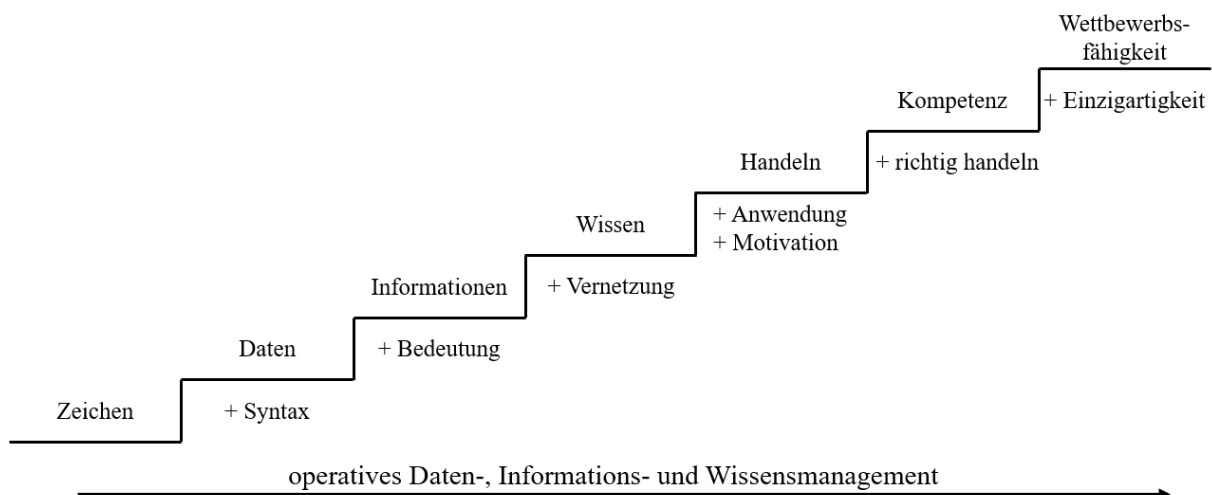 Wettbewerbs-
fähigkeit
Kompetenz
+ Einzigartigkeit
Handeln
+ richtig handeln
Wissen
+ Anwendung
+ Motivation
Informationen
+ Vernetzung
Daten
+ Bedeutung
Zeichen
+ Syntax
operatives Daten-, Informations- und Wissensmanagement